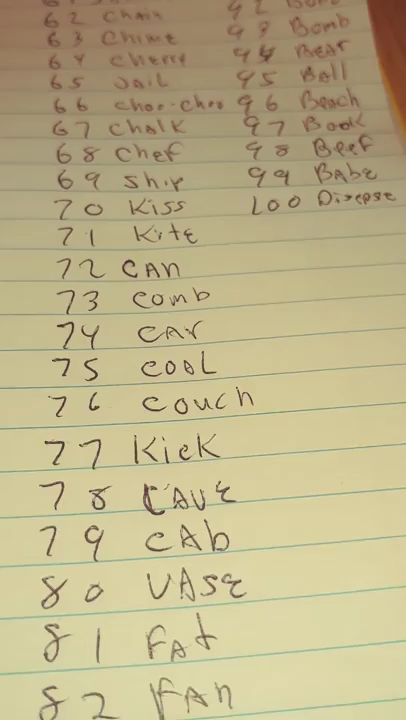 62 Chain
63 Chime
64 Cherry
65 Jail
66 choo-choo
67 Chalk
68 Chef
69 Ship
70 Kiss
71 Kite
72 CAN
73 comb
74 CAr
75 COOL
76 couch
77 Kick
78 CAVE
79 CAb
80 VASE
81 FAt
82 FAn
92
93 Bomb
94 Bear
95 Ball
96 Beach
97 Book
98 Beef
99 Babe
100